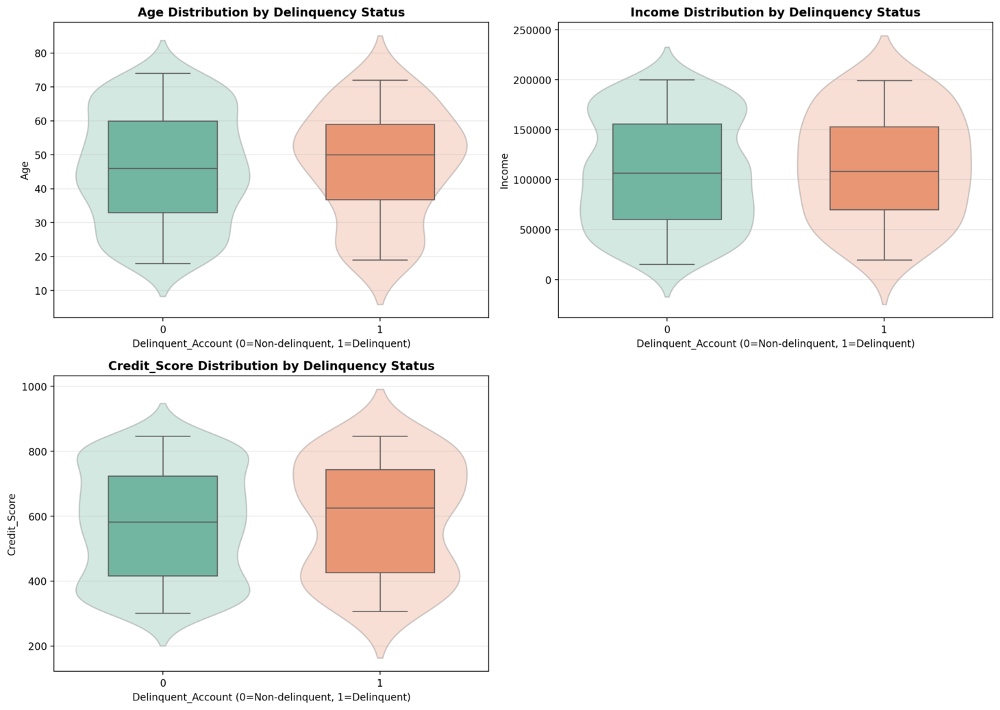 Age Distribution by Delinquency Status
80
70
60
50
40
30
20
10
Age
0
1
Delinquent_Account (0=Non-delinquent, 1=Delinquent)
Income Distribution by Delinquency Status
250000
200000
150000
100000
50000
0
Income
0
1
Delinquent_Account (0=Non-delinquent, 1=Delinquent)
Credit_Score Distribution by Delinquency Status
1000
800
600
400
200
Credit_Score
0
1
Delinquent_Account (0=Non-delinquent, 1=Delinquent)